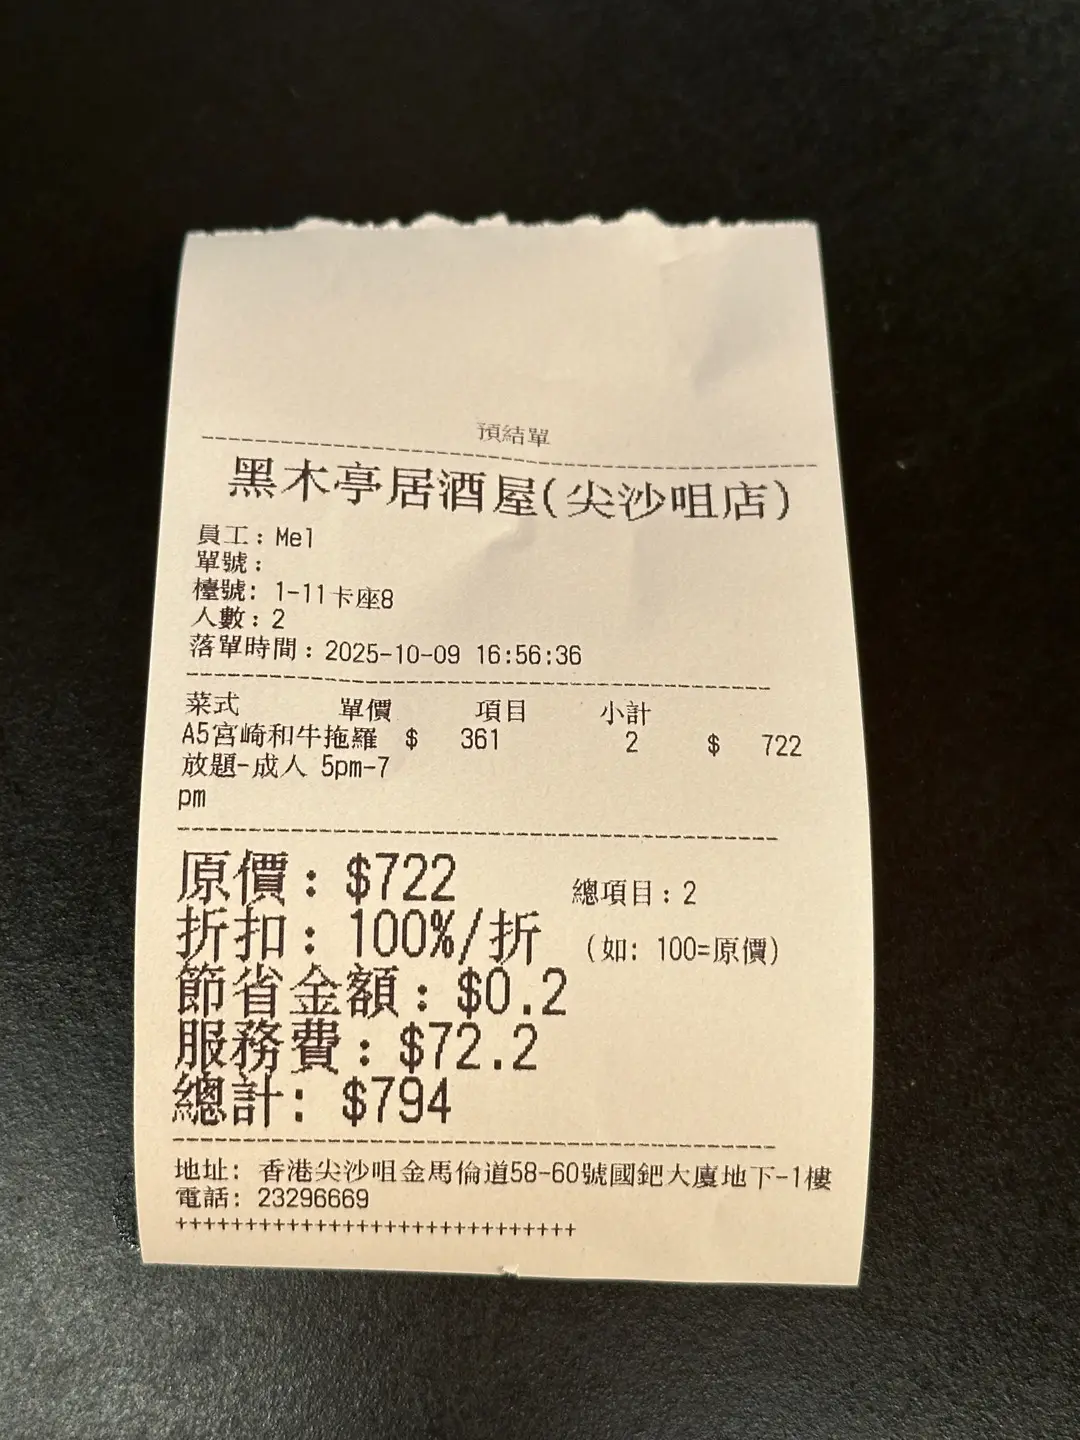 預結單
黑木亭居酒屋(尖沙咀店)
員工: Mel
單號:
檯號: 1-11卡座8
人數: 2
落單時間: 2025-10-09 16:56:36
菜式 單價 項目 小計
A5宮崎和牛拖羅 $ 361 2 $ 722
放題-成人 5pm-7
pm
原價: $722 總項目: 2
折扣: 100%/折 (如: 100=原價)
節省金額: $0.2
服務費: $72.2
總計: $794
地址: 香港尖沙咀金馬倫道58-60號國鈀大廈地下-1樓
電話: 23296669
+++++++++++++++++++++++++++++